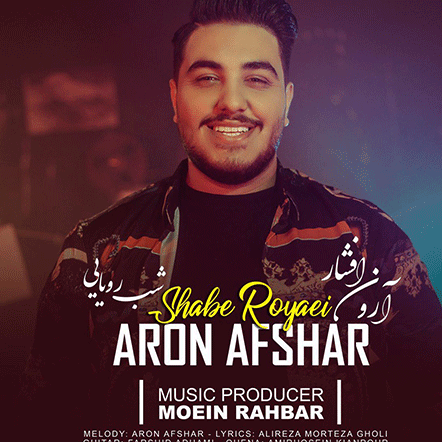 شب رویایی
آرون افشار
Shabe Royaei
ARON AFSHAR
MUSIC PRODUCER
MOEIN RAHBAR
MELODY: ARON AFSHAR - LYRICS: ALIREZA MORTEZA GHOLI